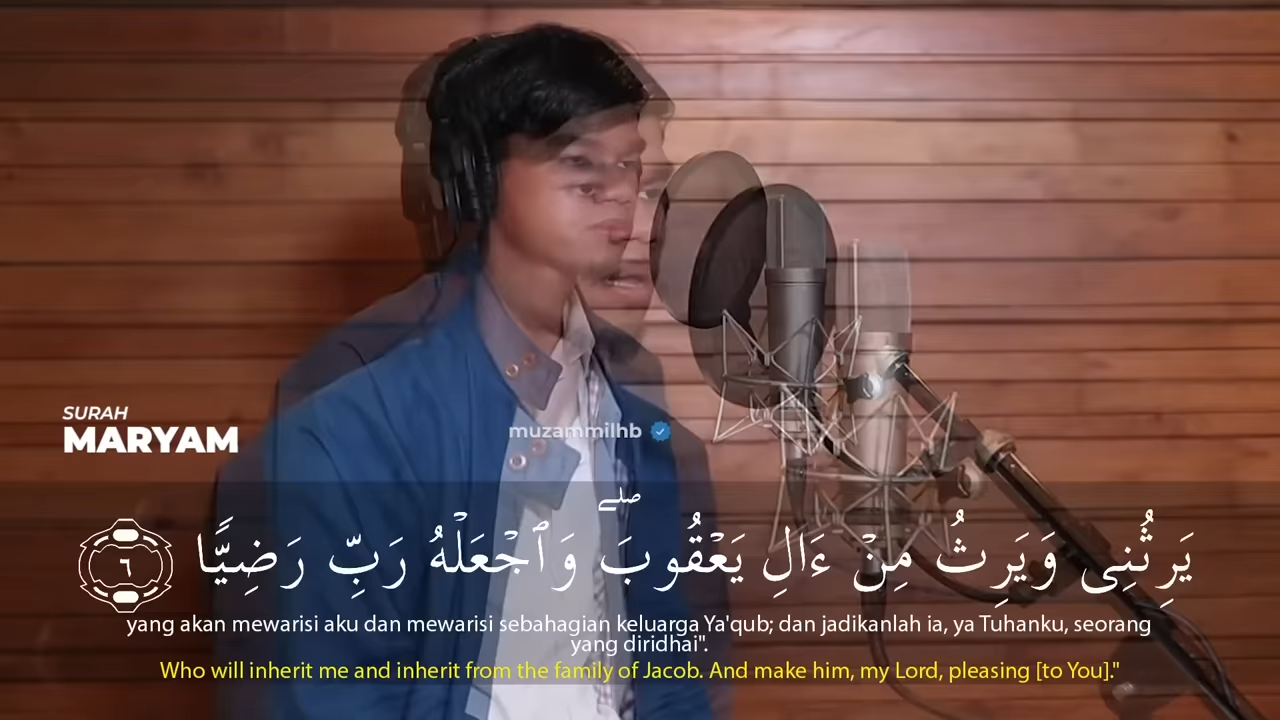 SURAH
MARYAM
muzammilhb
يَرِثُنِى وَيَرِثُ مِنْ ءَالِ يَعْقُوبَ ۖ وَٱجْعَلْهُ رَبِّ رَضِيًّا ٦
yang akan mewarisi aku dan mewarisi sebahagian keluarga Ya'qub; dan jadikanlah ia, ya Tuhanku, seorang
yang diridhai".
Who will inherit me and inherit from the family of Jacob. And make him, my Lord, pleasing [to You]."